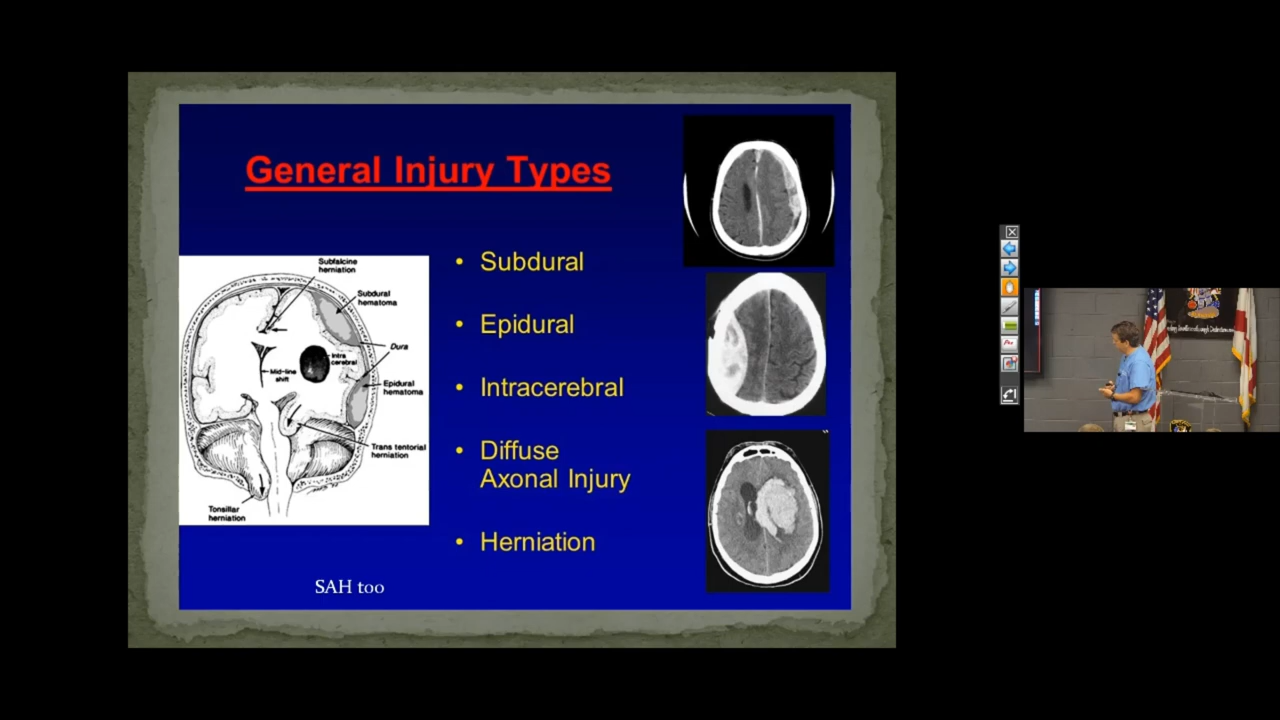 General Injury Types
• Subdural
• Epidural
• Intracerebral
• Diffuse
Axonal Injury
• Herniation
Subfalcine
herniation
Subdural
hematoma
Dura
Intra
cerebral
Mid-line
shift
Epidural
hematoma
Trans tentorial
herniation
Tonsillar
herniation
SAH too